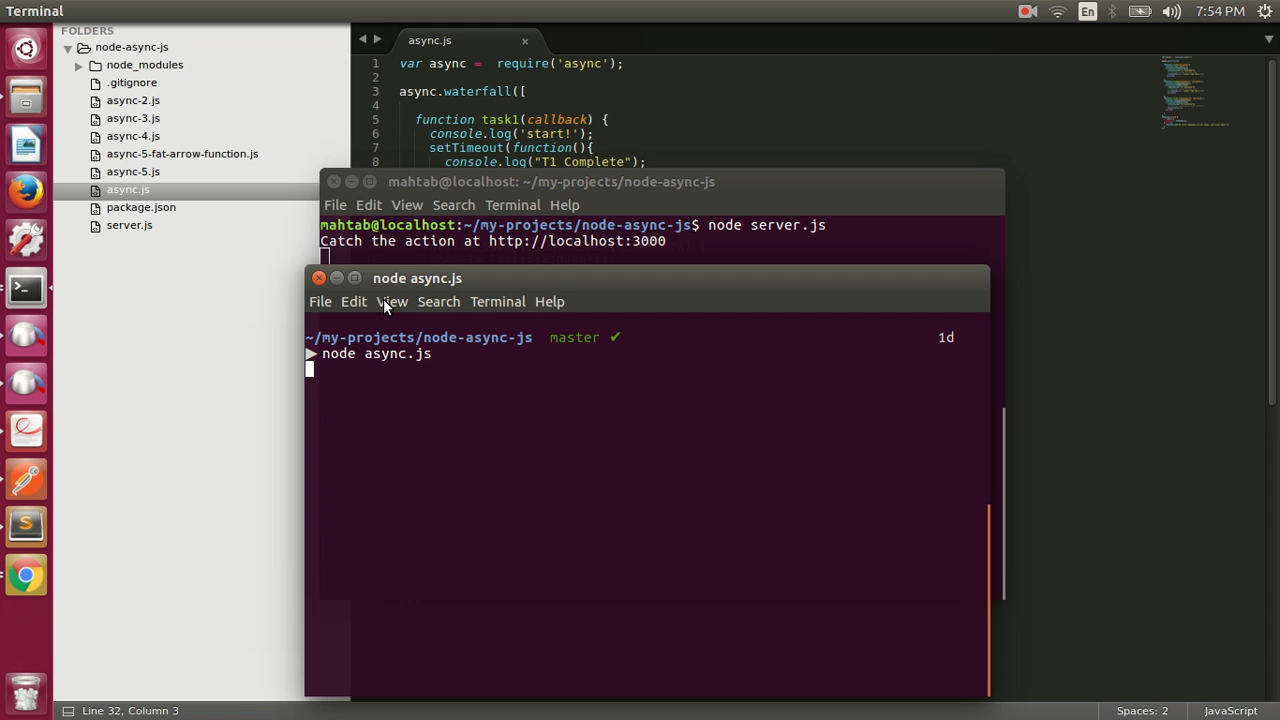 Terminal
En
7:54 PM
FOLDERS
node-async-js
node_modules
.gitignore
async-2.js
async-3.js
async-4.js
async-5-fat-arrow-function.js
async-5.js
async.js
package.json
server.js
async.js
1 var async =  require('async');
2
3 async.waterfall([
4
5 function task1(callback) {
6 console.log('start!');
7 setTimeout(function(){
8 console.log("T1 Complete");
mahtab@localhost: ~/my-projects/node-async-js
File Edit View Search Terminal Help
mahtab@localhost:~/my-projects/node-async-js$ node server.js
Catch the action at http://localhost:3000
node async.js
File Edit View Search Terminal Help
~/my-projects/node-async-js master ✔ 1d
▶ node async.js
Line 32, Column 3
Spaces: 2
JavaScript